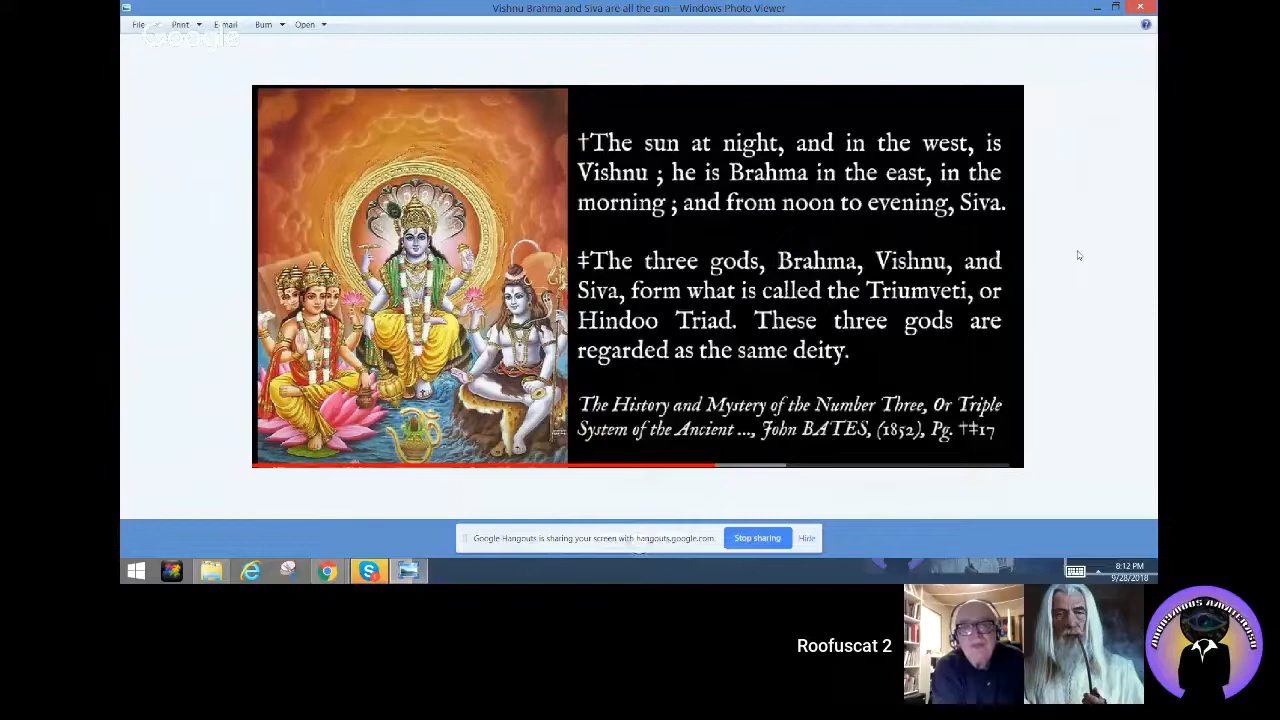 Vishnu Brahma and Siva are all the sun - Windows Photo Viewer
File Print E-mail Burn Open
Google
†The sun at night, and in the west, is
Vishnu ; he is Brahma in the east, in the
morning ; and from noon to evening, Siva.
‡The three gods, Brahma, Vishnu, and
Siva, form what is called the Triumveti, or
Hindoo Triad. These three gods are
regarded as the same deity.
The History and Mystery of the Number Three, Or Triple
System of the Ancient ..., John BATES, (1852), Pg. †‡17
Google Hangouts is sharing your screen with hangouts.google.com.
Stop sharing
Hide
8:12 PM
9/28/2018
Roofuscat 2
ANONYMOUS